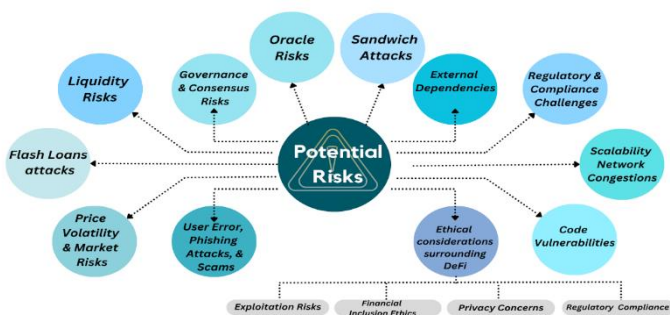 Oracle
Risks
Sandwich
Attacks
Liquidity
Risks
Governance
& Consensus
Risks
External
Dependencies
Regulatory &
Compliance
Challenges
Flash Loans
attacks
Potential
Risks
Scalability
Network
Congestions
Price
Volatility
& Market
Risks
User Error,
Phishing
Attacks, &
Scams
Ethical
considerations
surrounding
DeFi
Code
Vulnerabilities
Exploitation Risks
Financial
Inclusion Ethics
Privacy Concerns
Regulatory Compliance